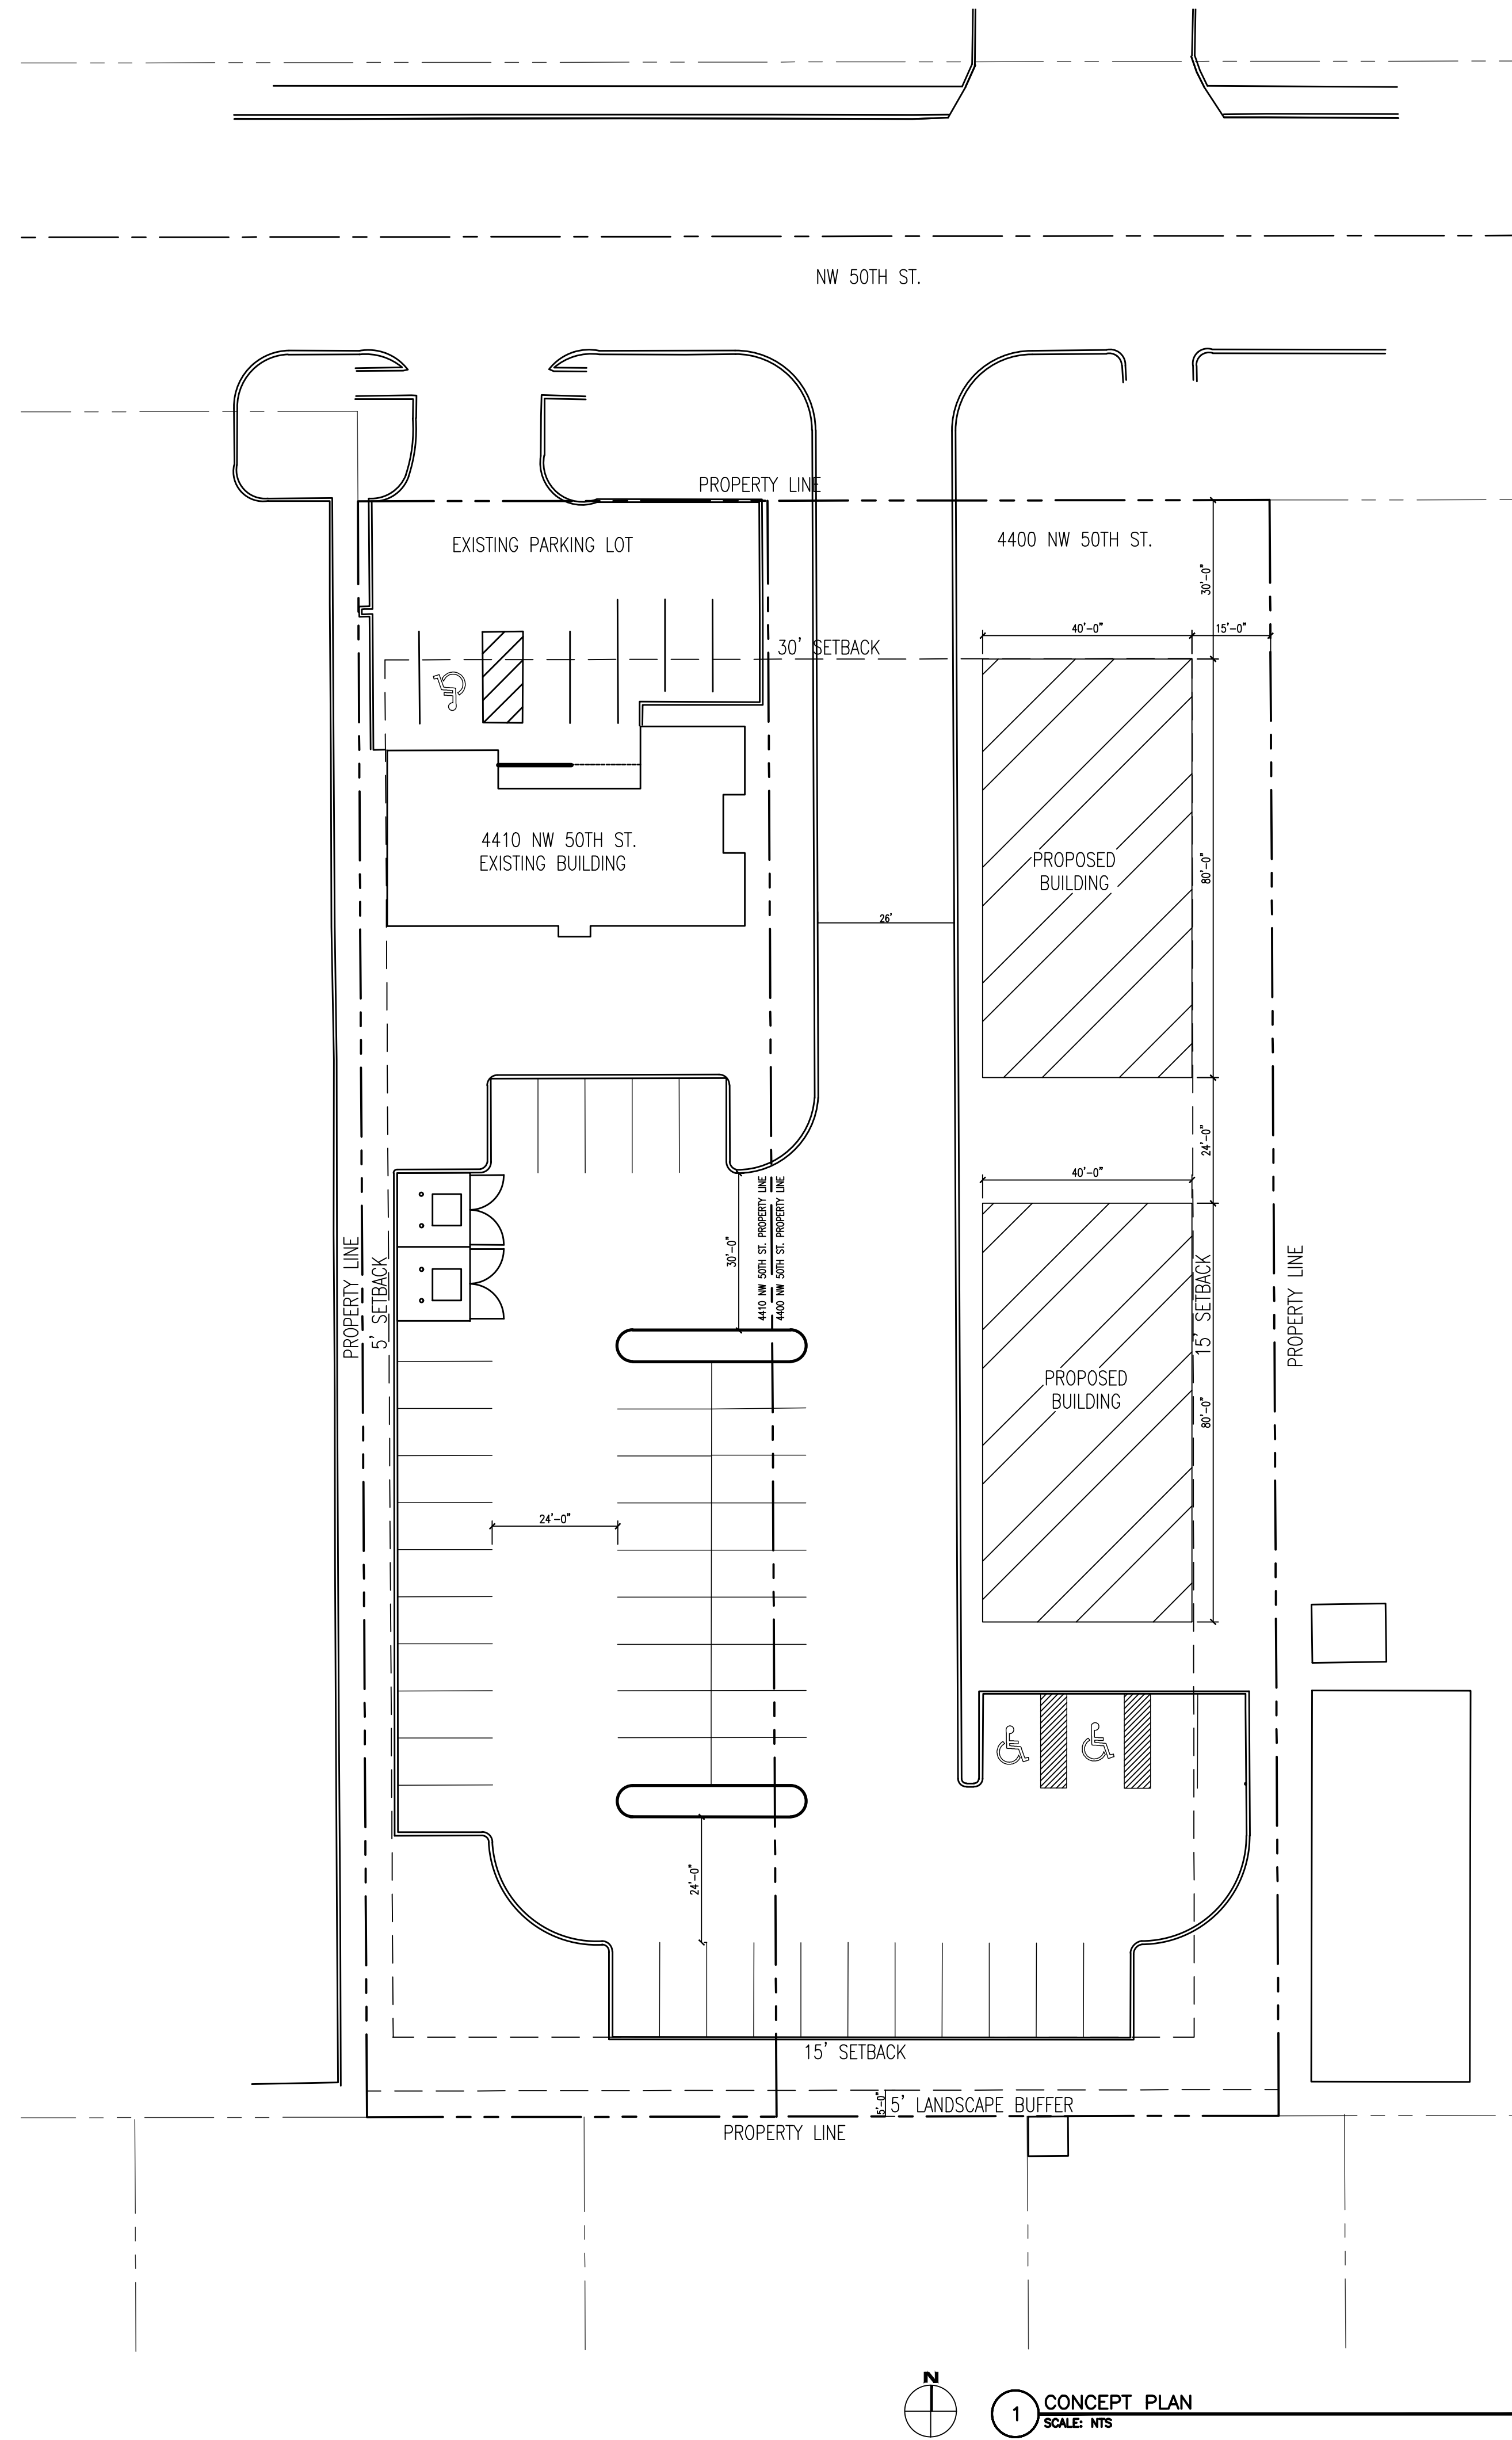 NW 50TH ST.
PROPERTY LINE
EXISTING PARKING LOT
4400 NW 50TH ST.
30'-0"
40'-0"
15'-0"
30' SETBACK
4410 NW 50TH ST.
EXISTING BUILDING
PROPOSED
BUILDING
80'-0"
26'
24'-0"
40'-0"
4410 NW 50TH ST. PROPERTY LINE
4400 NW 50TH ST. PROPERTY LINE
30'-0"
PROPERTY LINE
5' SETBACK
15' SETBACK
PROPERTY LINE
PROPOSED
BUILDING
80'-0"
24'-0"
24'-0"
15' SETBACK
5'-0"
5' LANDSCAPE BUFFER
PROPERTY LINE
N
1
CONCEPT PLAN
SCALE: NTS